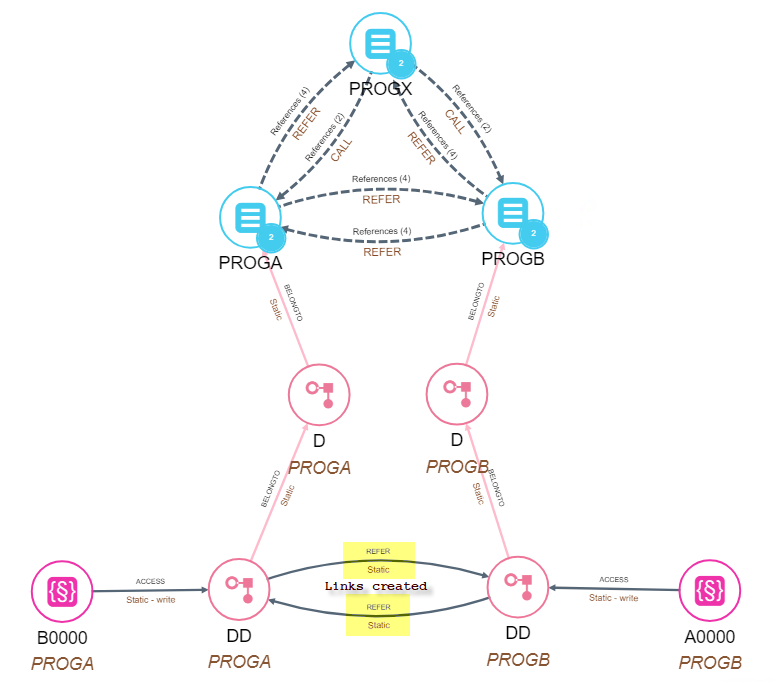 2
PROGX
References (4)
REFER
References (2)
CALL
References (4)
REFER
References (2)
CALL
References (4)
REFER
2
PROGA
References (4)
REFER
2
PROGB
BELONGTO
Static
BELONGTO
Static
D
PROGA
D
PROGB
BELONGTO
Static
BELONGTO
Static
REFER
Static
Links created
REFER
Static
ACCESS
Static - write
ACCESS
Static - write
{§}
B0000
PROGA
DD
PROGA
DD
PROGB
{§}
A0000
PROGB